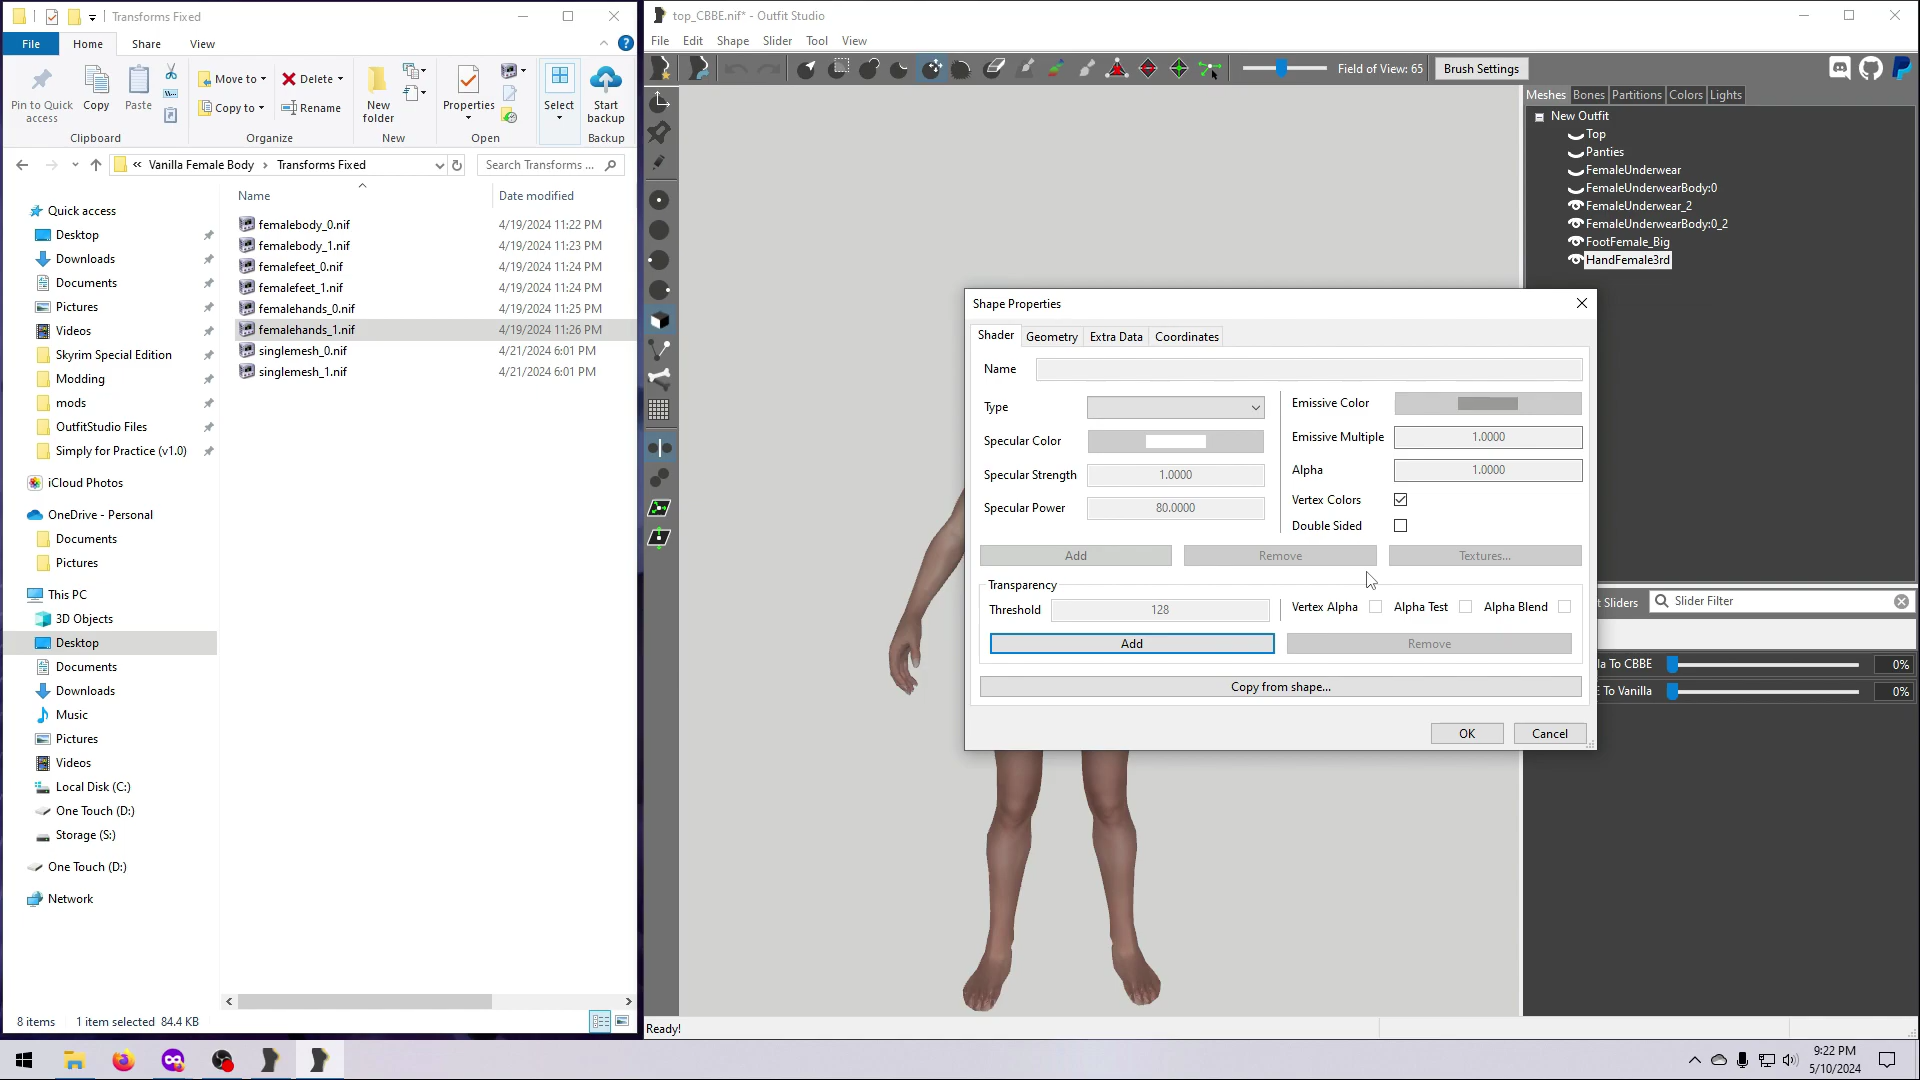 Transforms Fixed
File
Home
Share
View
Pin to Quick
access
Copy
Paste
Clipboard
Move to
Copy to
Delete
Rename
Organize
New
folder
New
Properties
Open
Select
Start
backup
Backup
« Vanilla Female Body › Transforms Fixed
Search Transforms ...
Name
Date modified
femalebody_0.nif 4/19/2024 11:22 PM
femalebody_1.nif 4/19/2024 11:23 PM
femalefeet_0.nif 4/19/2024 11:24 PM
femalefeet_1.nif 4/19/2024 11:24 PM
femalehands_0.nif 4/19/2024 11:25 PM
femalehands_1.nif 4/19/2024 11:26 PM
singlemesh_0.nif 4/21/2024 6:01 PM
singlemesh_1.nif 4/21/2024 6:01 PM
Quick access
Desktop
Downloads
Documents
Pictures
Videos
Skyrim Special Edition
Modding
mods
OutfitStudio Files
Simply for Practice (v1.0)
iCloud Photos
OneDrive - Personal
Documents
Pictures
This PC
3D Objects
Desktop
Documents
Downloads
Music
Pictures
Videos
Local Disk (C:)
One Touch (D:)
Storage (S:)
One Touch (D:)
Network
8 items
1 item selected 84.4 KB
top_CBBE.nif* - Outfit Studio
File Edit Shape Slider Tool View
Field of View: 65
Brush Settings
Meshes Bones Partitions Colors Lights
New Outfit
Top
Panties
FemaleUnderwear
FemaleUnderwearBody:0
FemaleUnderwear_2
FemaleUnderwearBody:0_2
FootFemale_Big
HandFemale3rd
Shape Properties
Shader Geometry Extra Data Coordinates
Name
Type
Specular Color
Specular Strength 1.0000
Specular Power 80.0000
Emissive Color
Emissive Multiple 1.0000
Alpha 1.0000
Vertex Colors
Double Sided
Add Remove Textures...
Transparency
Threshold 128
Vertex Alpha Alpha Test Alpha Blend
Add Remove
Copy from shape...
OK Cancel
t Sliders
Slider Filter
la To CBBE 0%
E To Vanilla 0%
Ready!
9:22 PM
5/10/2024